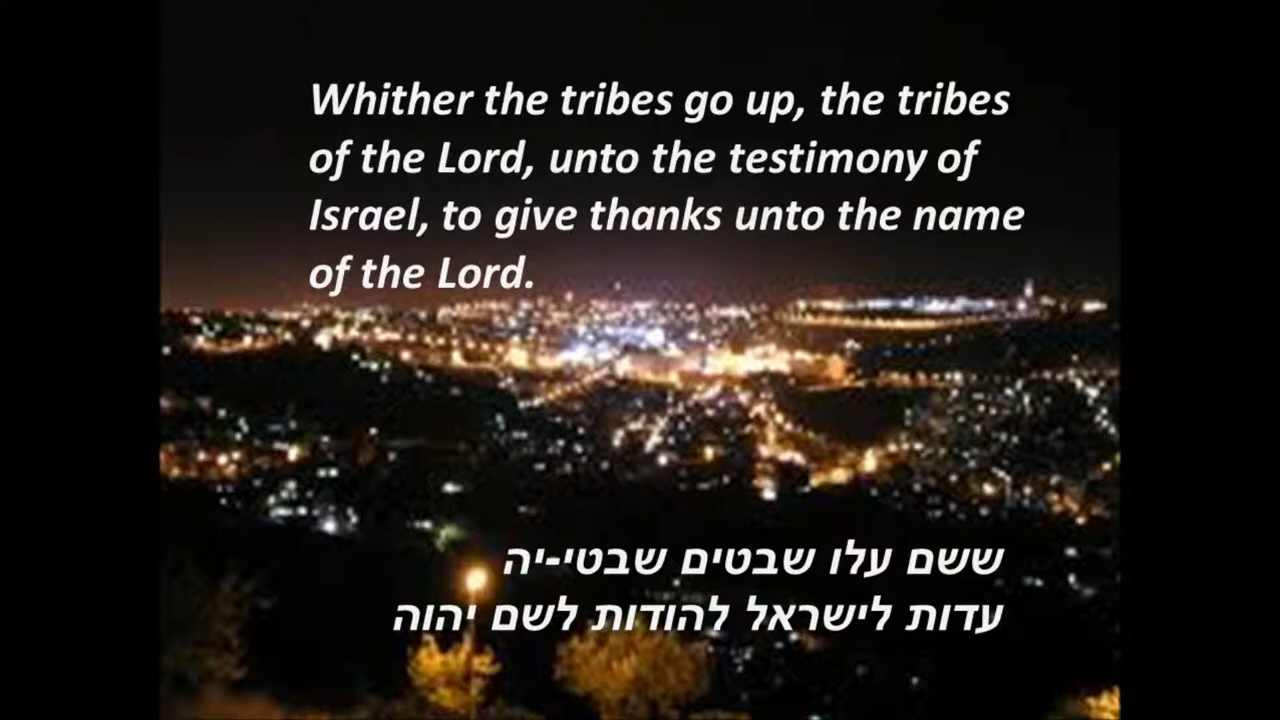 Whither the tribes go up, the tribes
of the Lord, unto the testimony of
Israel, to give thanks unto the name
of the Lord.
ששם עלו שבטים שבטי-יה
עדות לישראל להודות לשם יהוה